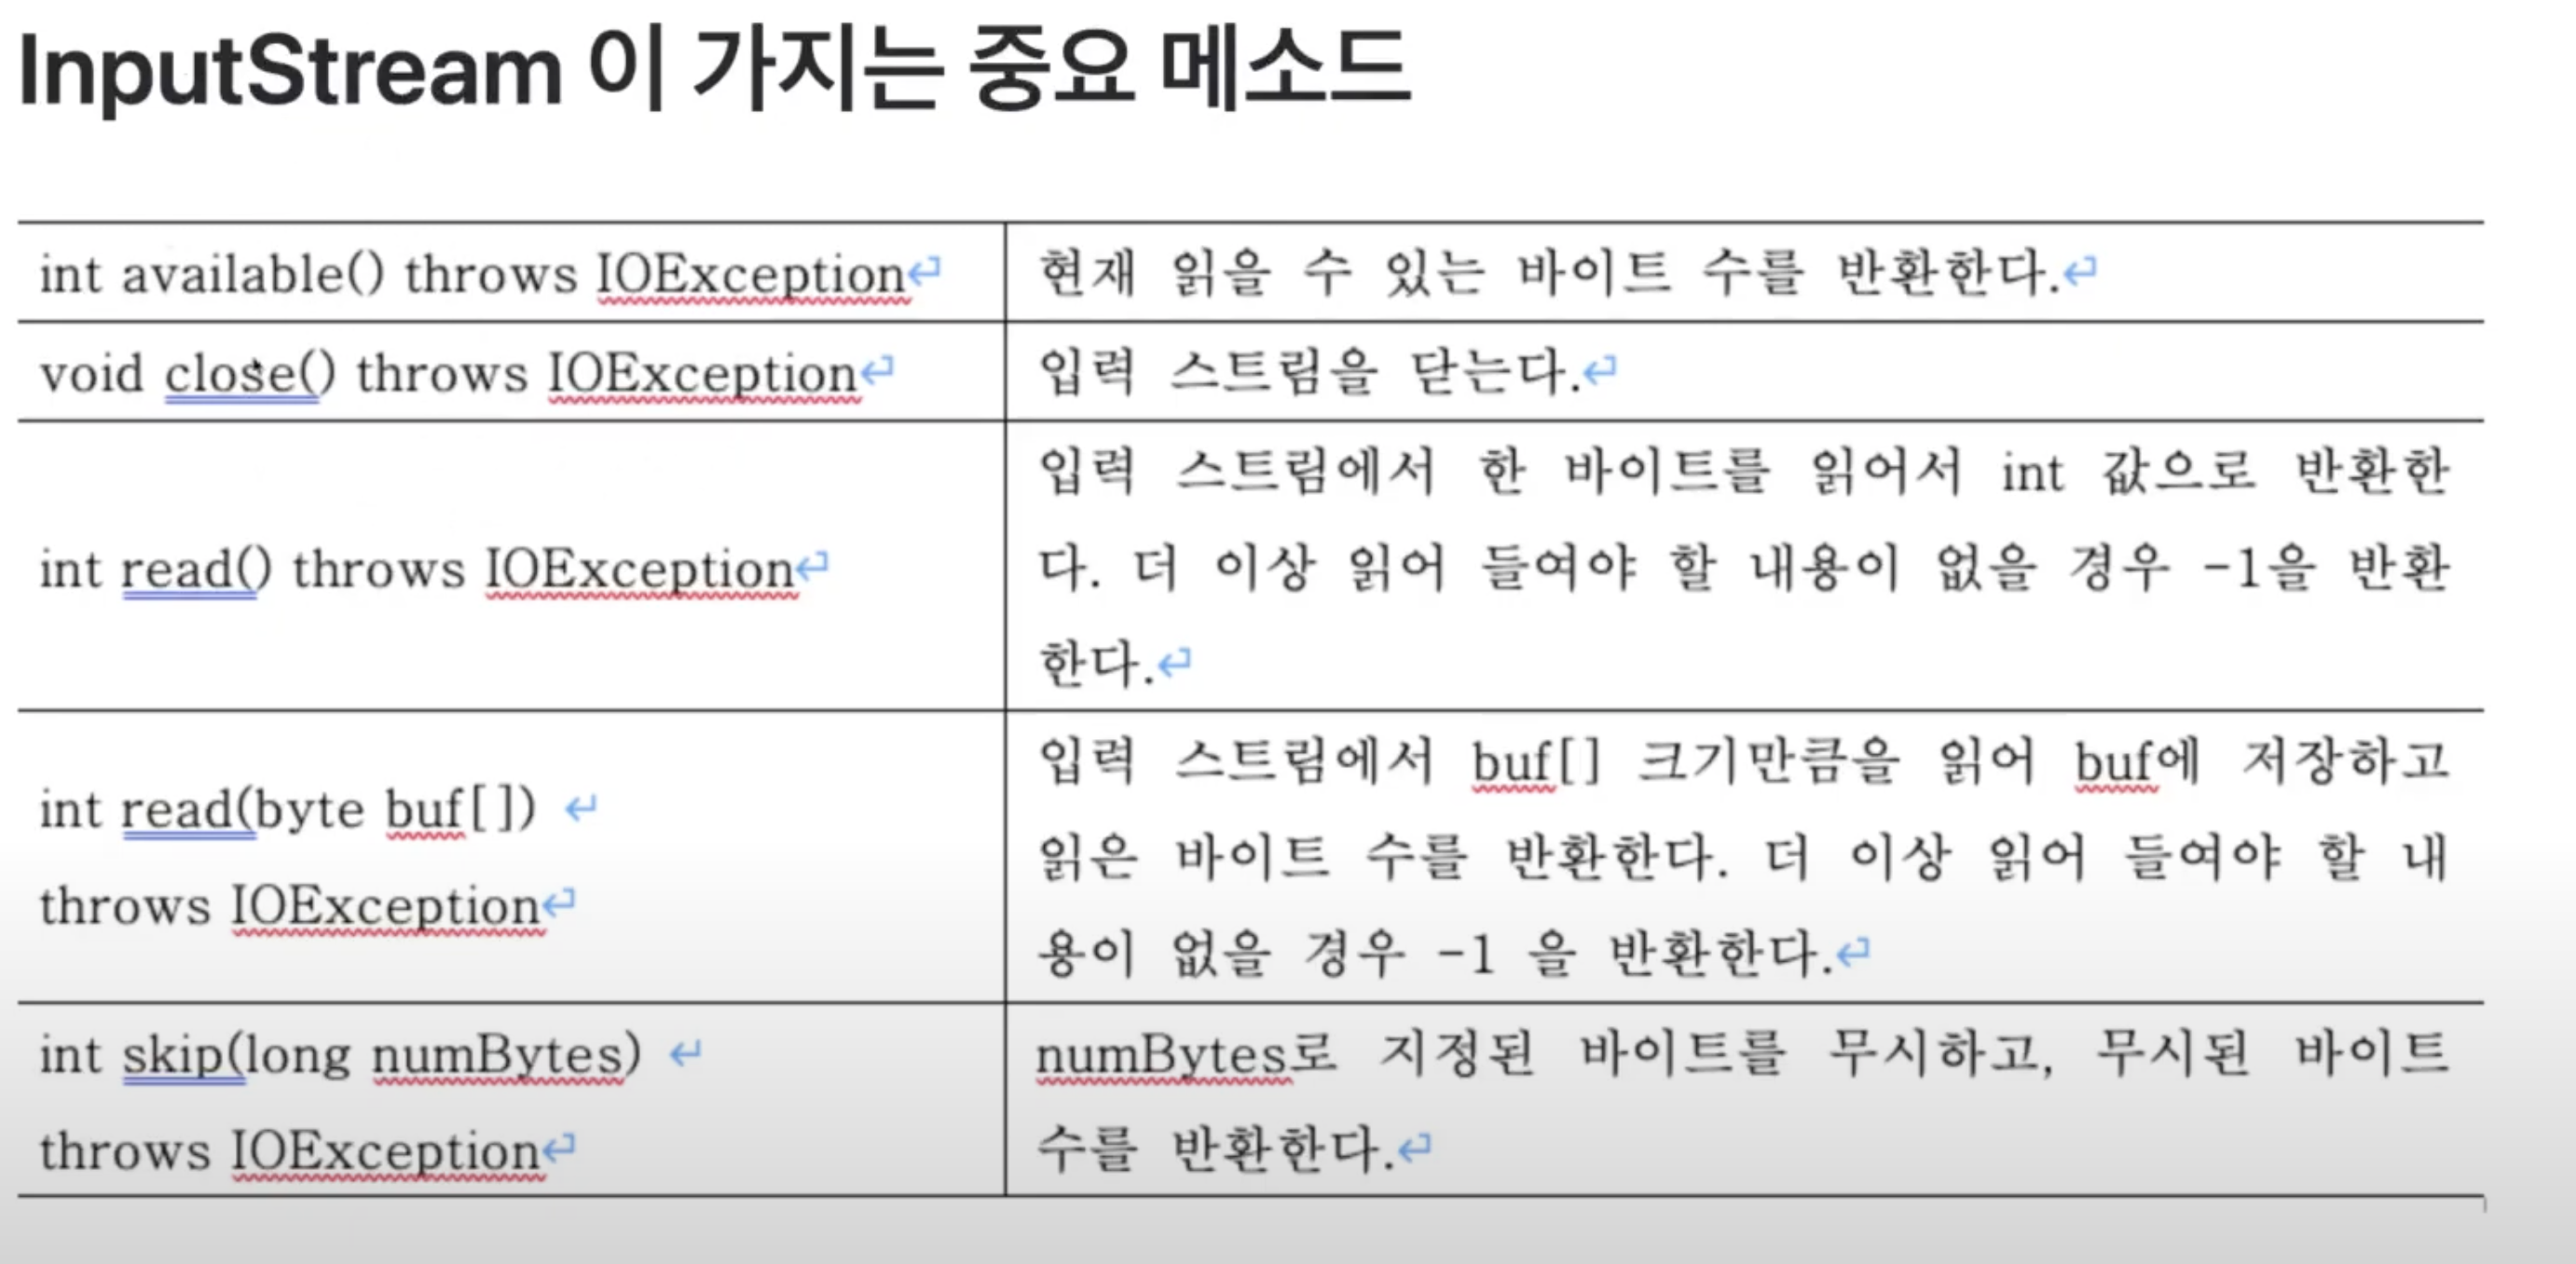 InputStream 이 가지는 중요 메소드
int available() throws IOException↵
현재 읽을 수 있는 바이트 수를 반환한다.↵
void close() throws IOException↵
입력 스트림을 닫는다.↵
int read() throws IOException↵
입력 스트림에서 한 바이트를 읽어서 int 값으로 반환한
다. 더 이상 읽어 들여야 할 내용이 없을 경우 -1을 반환
한다.↵
int read(byte buf[]) ↵
throws IOException↵
입력 스트림에서 buf[] 크기만큼을 읽어 buf에 저장하고
읽은 바이트 수를 반환한다. 더 이상 읽어 들여야 할 내
용이 없을 경우 -1 을 반환한다.↵
int skip(long numBytes) ↵
throws IOException↵
numBytes로 지정된 바이트를 무시하고, 무시된 바이트
수를 반환한다.↵